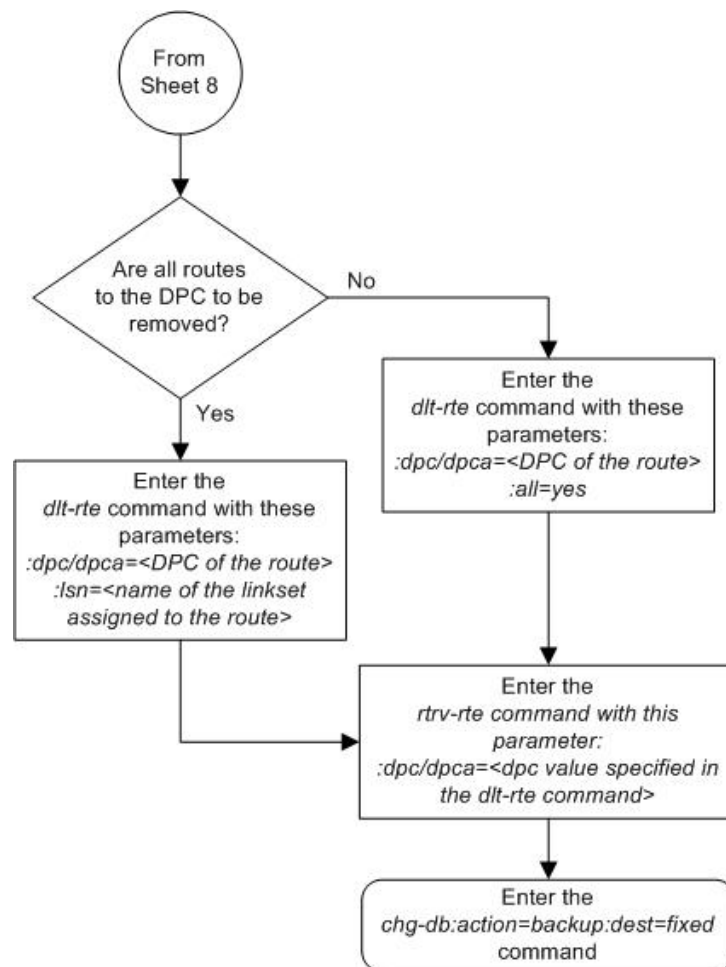 From
Sheet 8
Are all routes
to the DPC to be
removed?
No
Yes
Enter the
dlt-rte command with these
parameters:
:dpc/dpca=<DPC of the route>
:all=yes
Enter the
dlt-rte command with these
parameters:
:dpc/dpca=<DPC of the route>
:lsn=<name of the linkset
assigned to the route>
Enter the
rtrv-rte command with this
parameter:
:dpc/dpca=<dpc value specified in
the dlt-rte command>
Enter the
chg-db:action=backup:dest=fixed
command